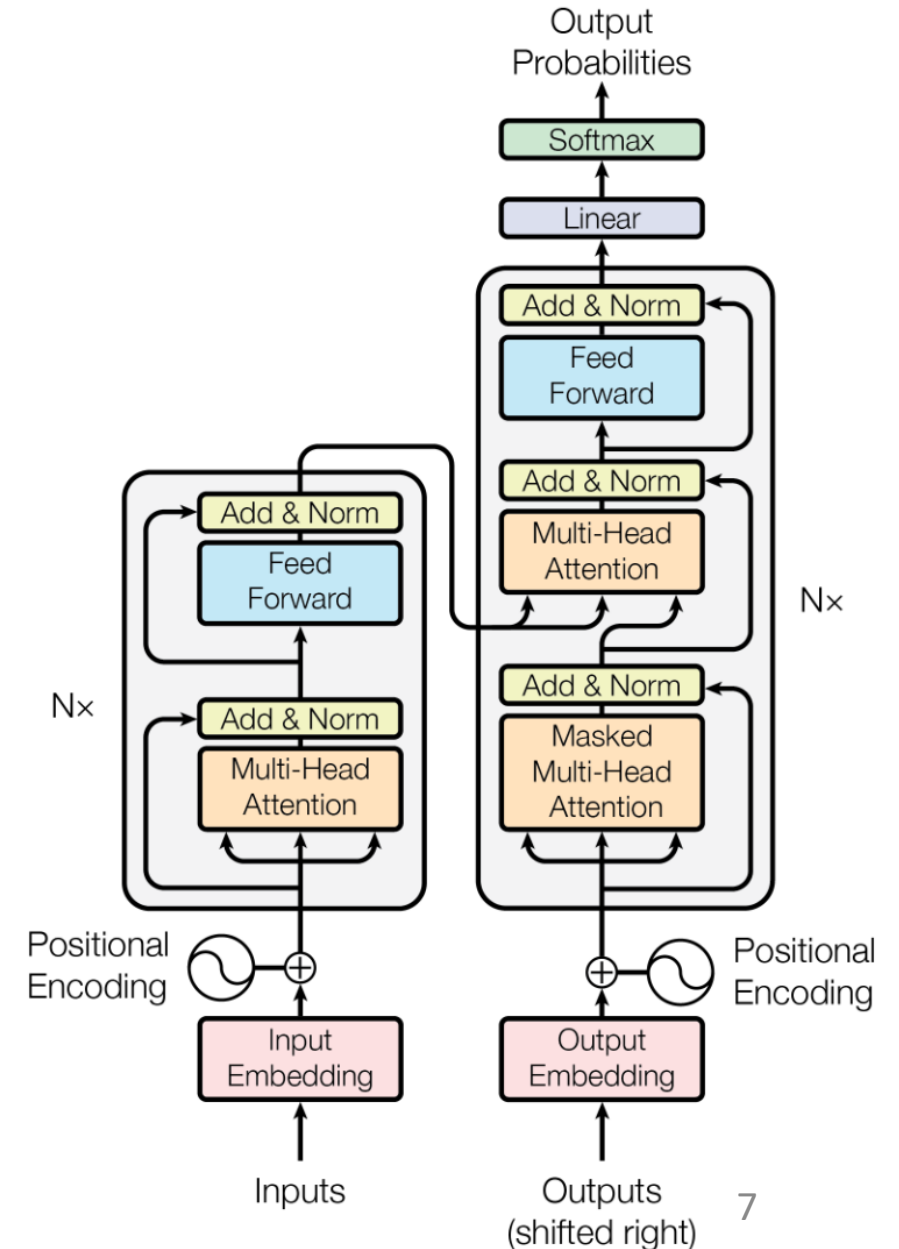 Output
Probabilities
Softmax
Linear
Add & Norm
Feed
Forward
Add & Norm
Multi-Head
Attention
N×
Add & Norm
Masked
Multi-Head
Attention
Add & Norm
Feed
Forward
N×
Add & Norm
Multi-Head
Attention
Positional
Encoding
Positional
Encoding
Input
Embedding
Output
Embedding
Inputs
Outputs
(shifted right)
7